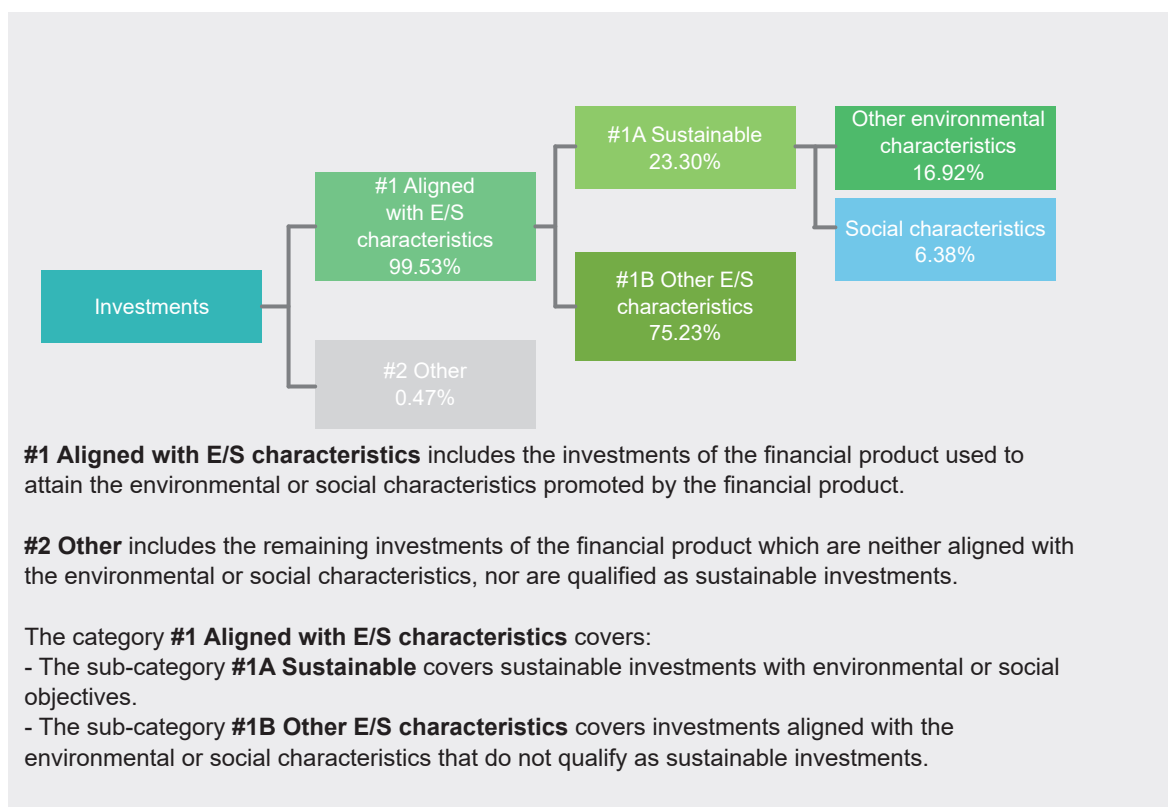 Investments
#1 Aligned
with E/S
characteristics
99.53%
#2 Other
0.47%
#1A Sustainable
23.30%
#1B Other E/S
characteristics
75.23%
Other environmental
characteristics
16.92%
Social characteristics
6.38%
#1 Aligned with E/S characteristics includes the investments of the financial product used to
attain the environmental or social characteristics promoted by the financial product.
#2 Other includes the remaining investments of the financial product which are neither aligned with
the environmental or social characteristics, nor are qualified as sustainable investments.
The category #1 Aligned with E/S characteristics covers:
- The sub-category #1A Sustainable covers sustainable investments with environmental or social
objectives.
- The sub-category #1B Other E/S characteristics covers investments aligned with the
environmental or social characteristics that do not qualify as sustainable investments.